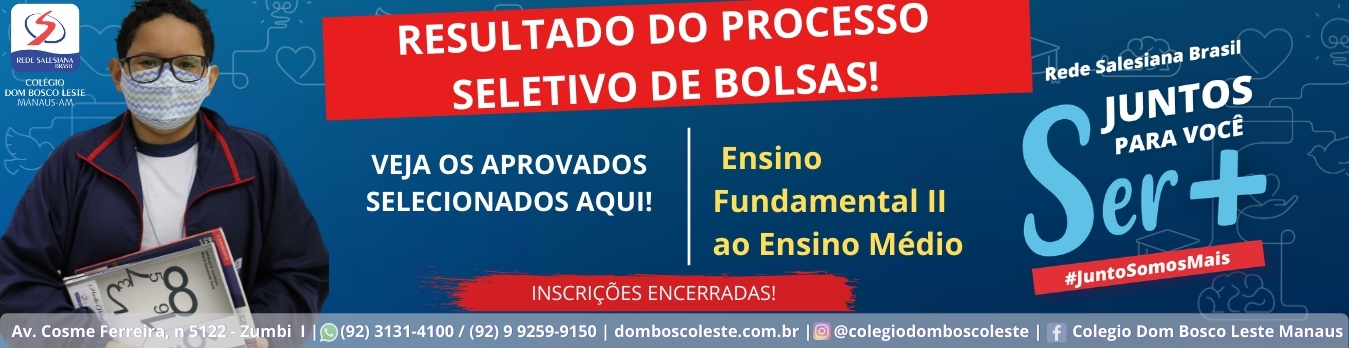 REDE SALESIANA
BRASIL
COLÉGIO
DOM BOSCO LESTE
MANAUS-AM
RESULTADO DO PROCESSO
SELETIVO DE BOLSAS!
VEJA OS APROVADOS
SELECIONADOS AQUI!
Ensino
Fundamental II
ao Ensino Médio
INSCRIÇÕES ENCERRADAS!
Rede Salesiana Brasil
JUNTOS
PARA VOCÊ
Ser+
#JuntoSomosMais
Av. Cosme Ferreira, n 5122 - Zumbi I | (92) 3131-4100 / (92) 9 9259-9150 | domboscoleste.com.br | @colegiodomboscoleste | Colegio Dom Bosco Leste Manaus